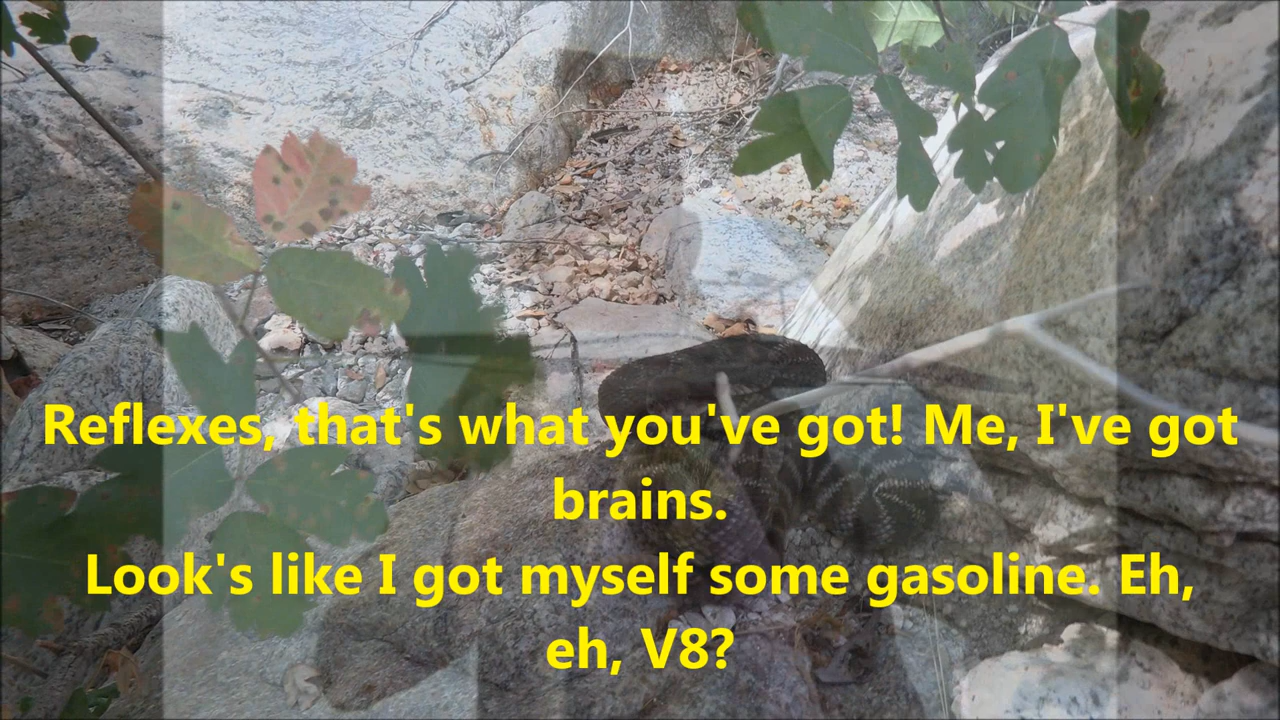 Reflexes, that's what you've got! Me, I've got
brains.
Look's like I got myself some gasoline. Eh,
eh, V8?